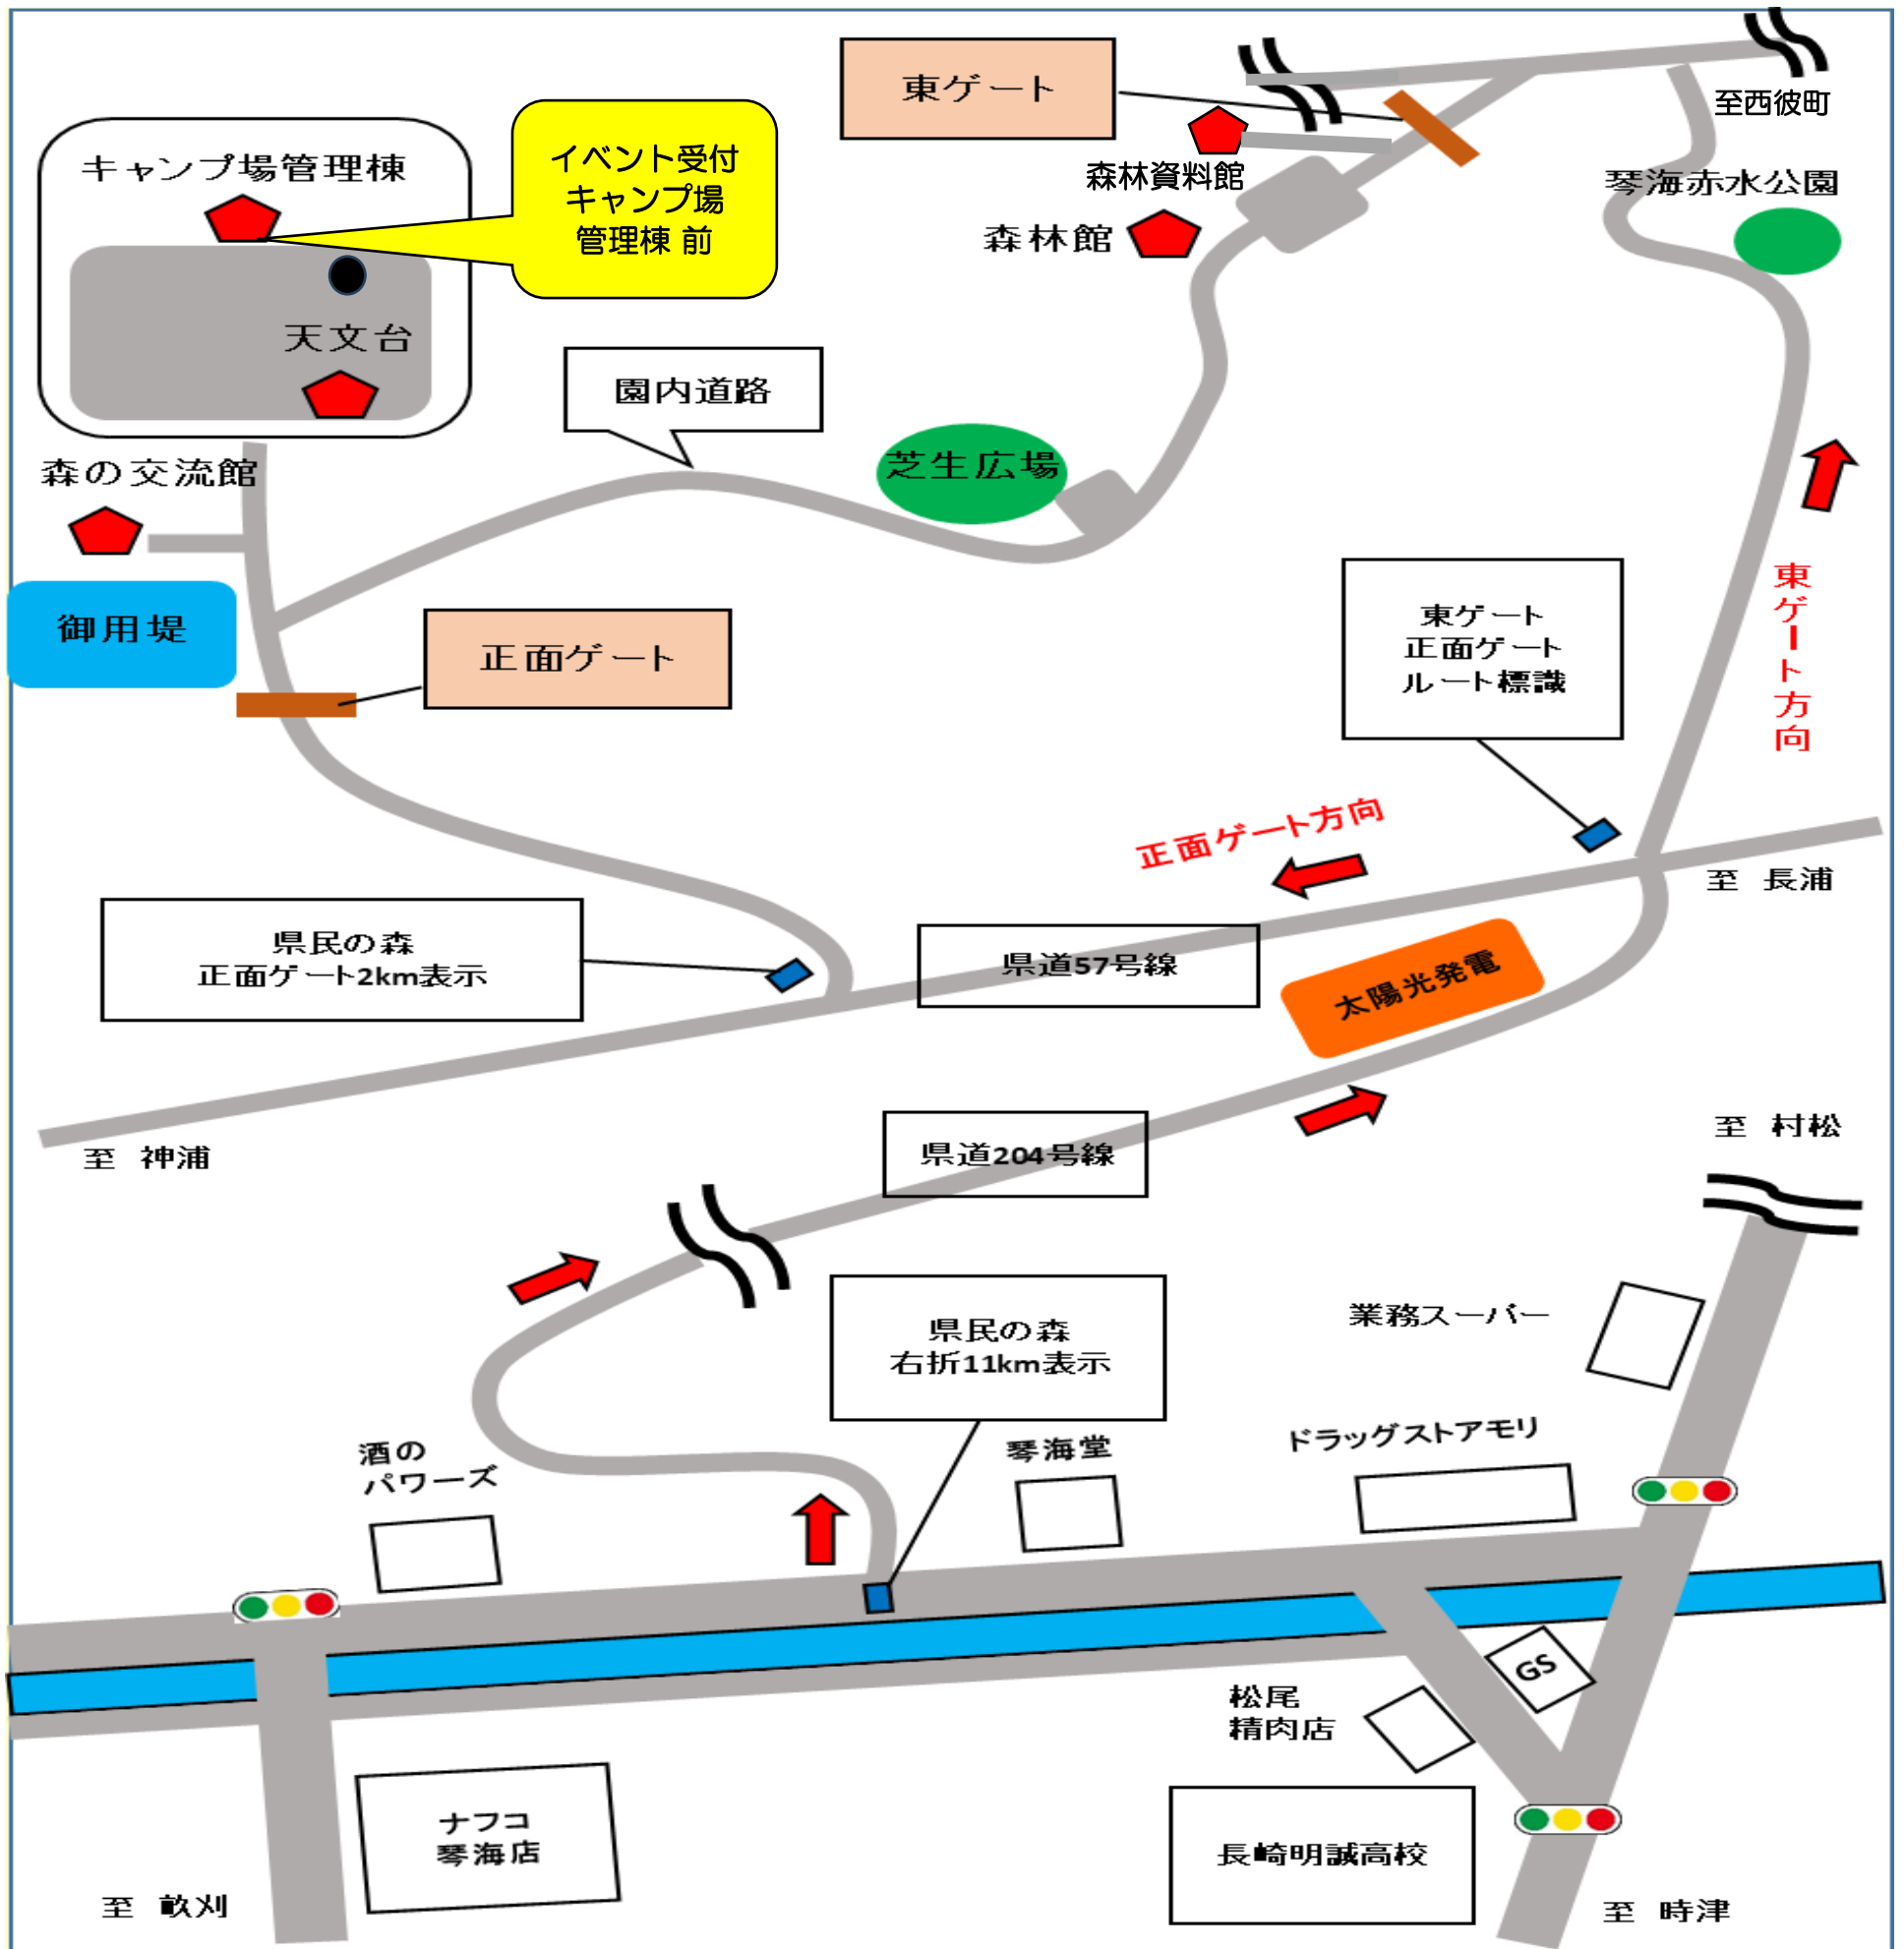 東ゲート
至西彼町
キャンプ場管理棟
イベント受付
キャンプ場
管理棟 前
森林資料館
琴海赤水公園
森林館
天文台
園内道路
芝生広場
森の交流館
御用堤
正面ゲート
東ゲート
正面ゲート
ルート標識
東ゲート方向
正面ゲート方向
至 長浦
県民の森
正面ゲート2km表示
県道57号線
太陽光発電
至 神浦
県道204号線
至 村松
県民の森
右折11km表示
業務スーパー
酒の
パワーズ
琴海堂
ドラッグストアモリ
GS
松尾
精肉店
ナフコ
琴海店
長崎明誠高校
至 畝刈
至 時津